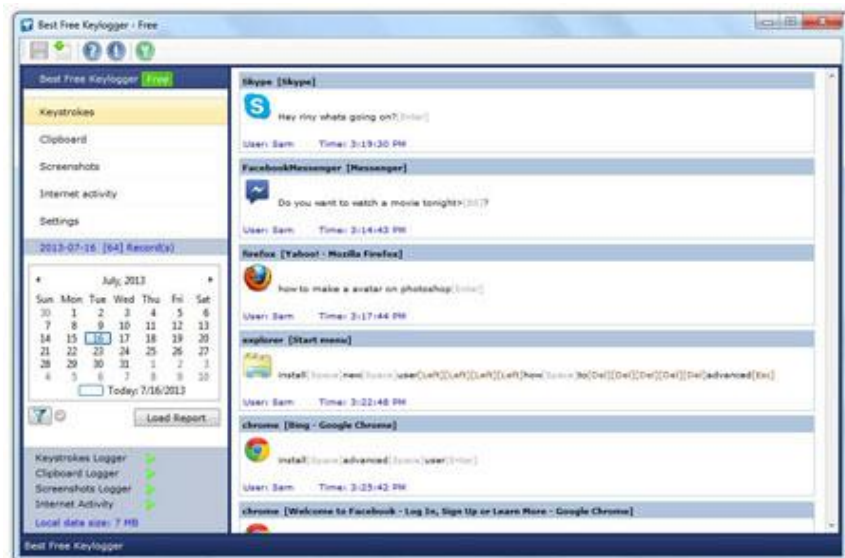 Best Free Keylogger - Free
Best Free Keylogger Free
Keystrokes
Clipboard
Screenshots
Internet activity
Settings
2013-07-16 [64] Record(s)
July, 2013
Sun Mon Tue Wed Thu Fri Sat
30 1 2 3 4 5 6
7 8 9 10 11 12 13
14 15 16 17 18 19 20
21 22 23 24 25 26 27
28 29 30 31 1 2 3
4 5 6 7 8 9 10
Today: 7/16/2013
Load Report
Keystrokes Logger
Clipboard Logger
Screenshots Logger
Internet Activity
Local data size: 7 MB
Skype [Skype]
Hey riny whats going on?[Enter]
User: Sam Time: 3:19:30 PM
FacebookMessenger [Messenger]
Do you want to watch a movie tonight>?
User: Sam Time: 3:14:43 PM
firefox [Yahoo! - Mozilla Firefox]
how to make a avatar on photoshop[Enter]
User: Sam Time: 3:17:44 PM
explorer [Start menu]
install[Space]new[Space]user[Left][Left][Left][Left]how[Space]to[Del][Del][Del][Del][Del]advanced[Esc]
User: Sam Time: 3:22:48 PM
chrome [Bing - Google Chrome]
install[Space]advanced[Space]user[Enter]
User: Sam Time: 3:25:42 PM
chrome [Welcome to Facebook - Log In, Sign Up or Learn More - Google Chrome]
Best Free Keylogger